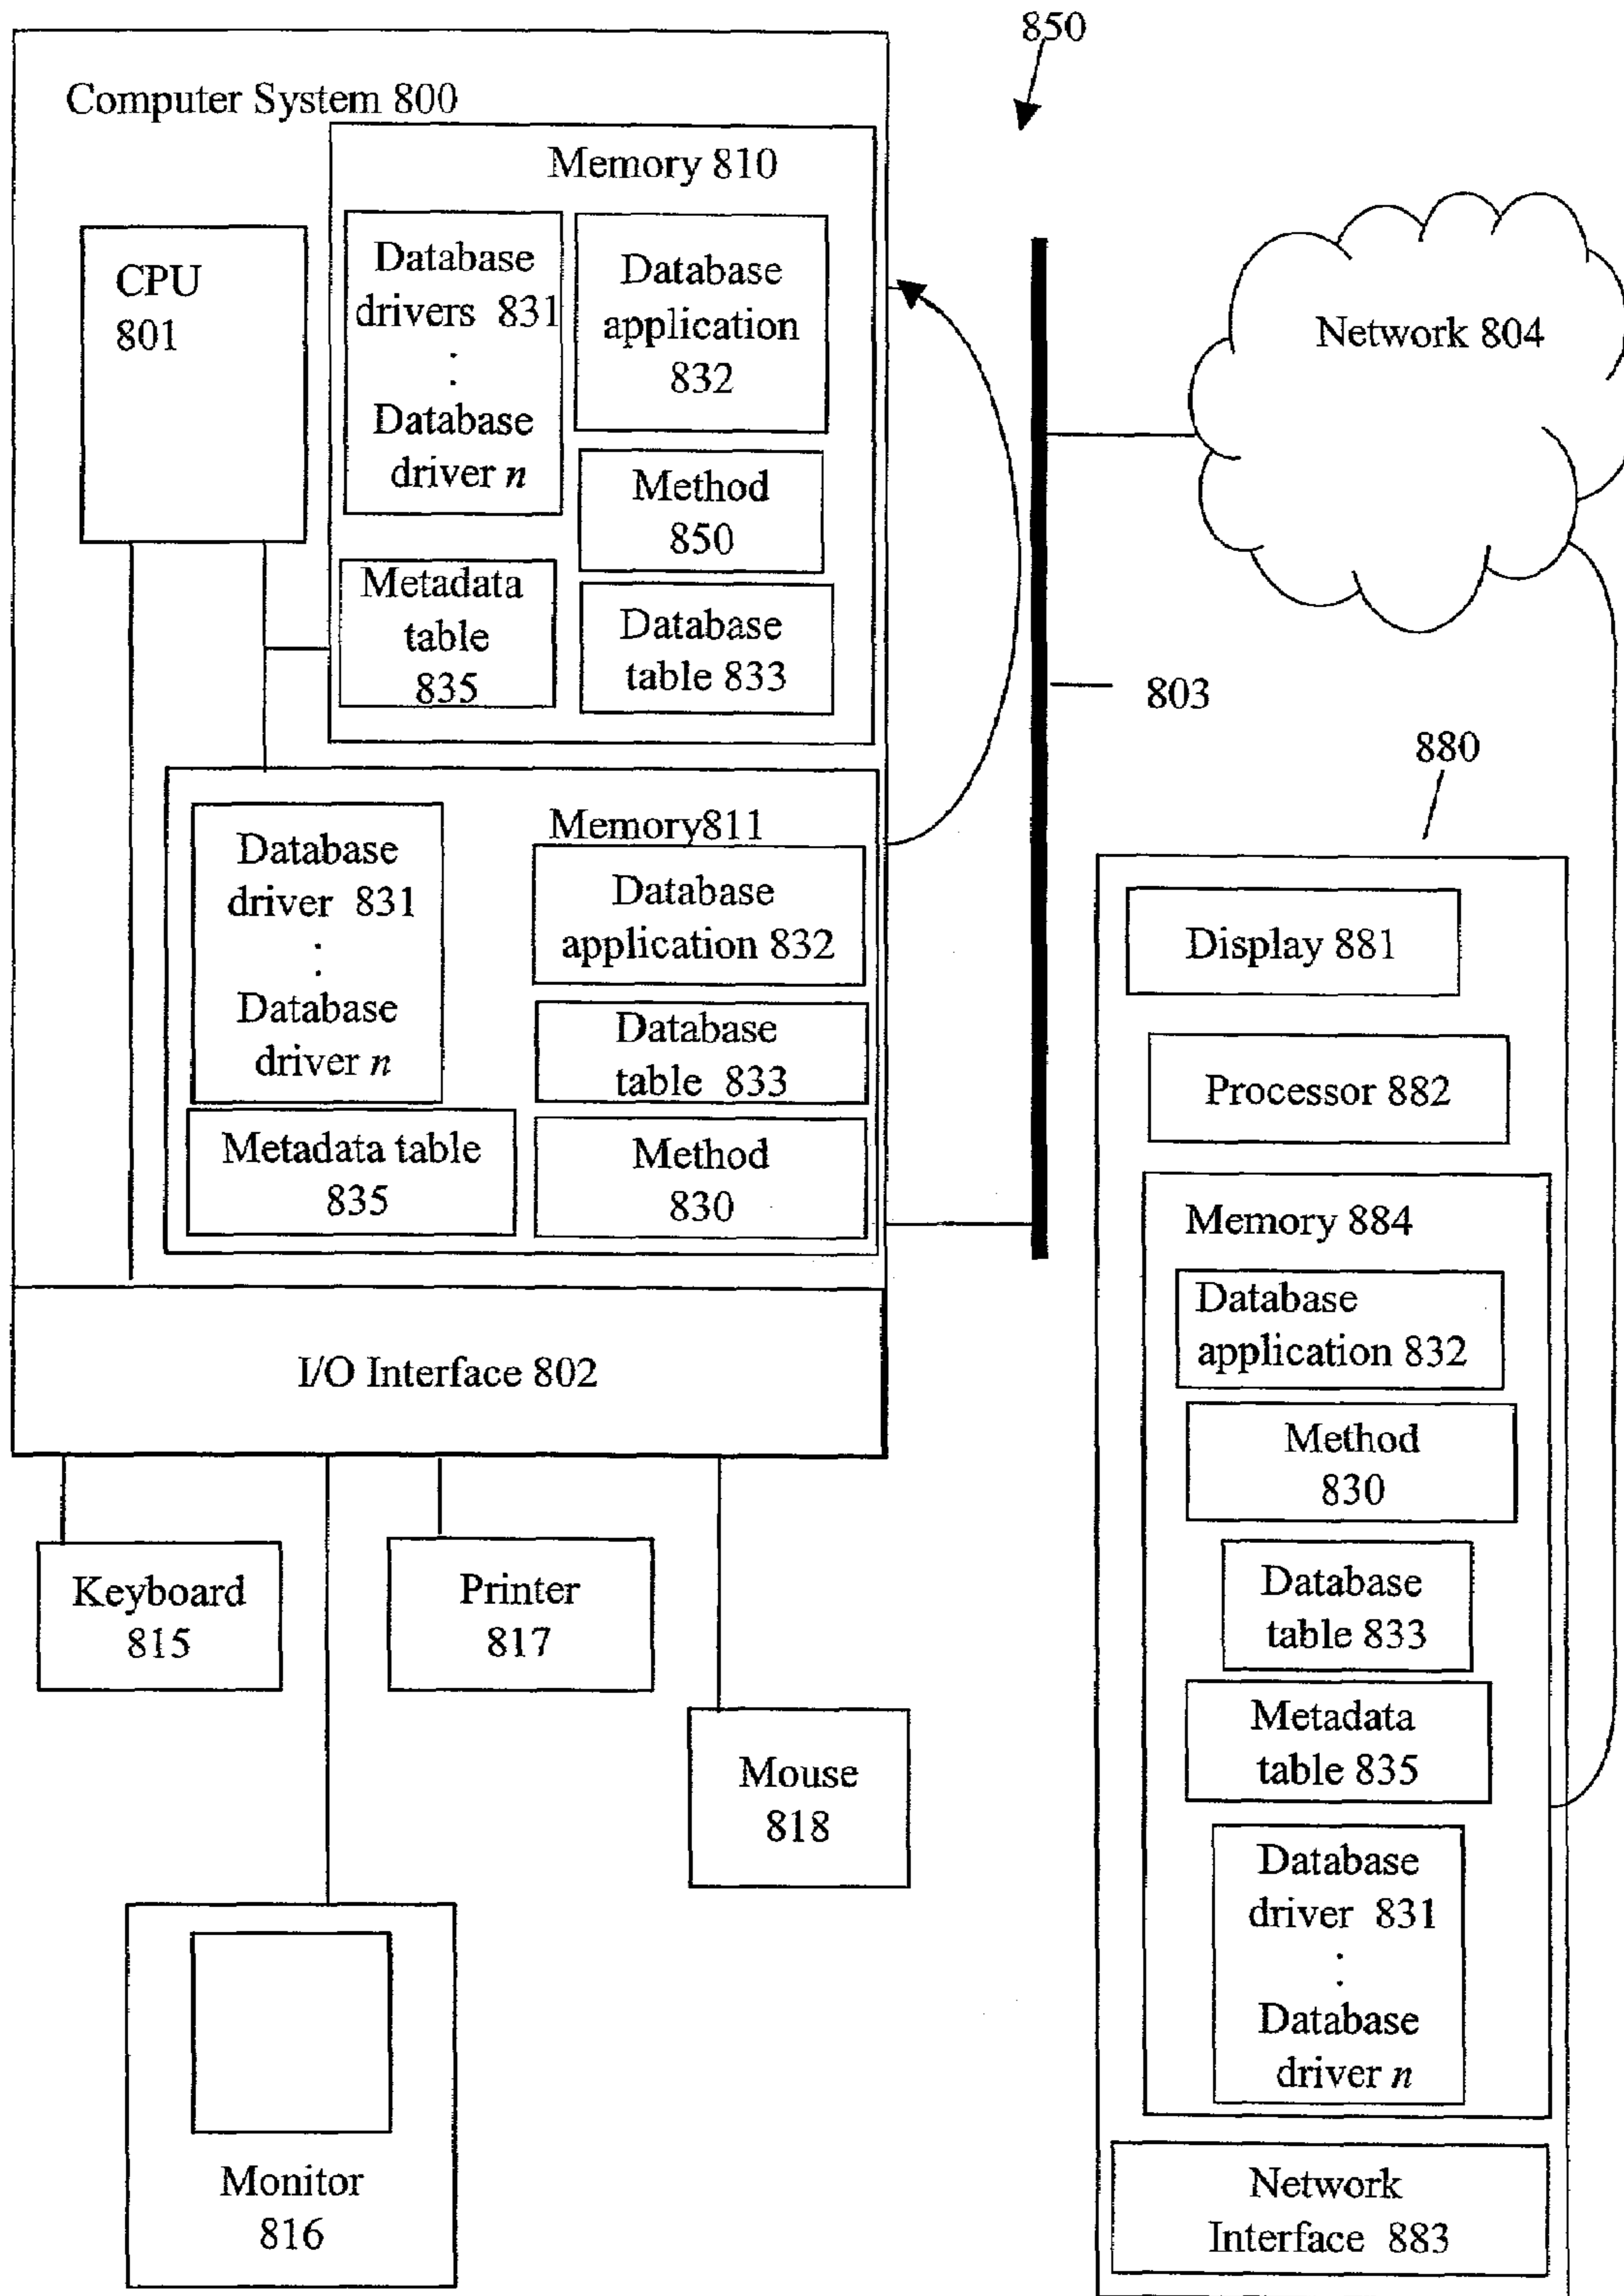 850
Computer System 800
Memory 810
CPU
801
Database
drivers 831
.
.
Database
driver n
Database
application
832
Method
850
Metadata
table
835
Database
table 833
Network 804
803
Memory811
Database
driver 831
.
.
Database
driver n
Database
application 832
Database
table 833
Metadata table
835
Method
830
I/O Interface 802
Keyboard
815
Printer
817
Mouse
818
Monitor
816
880
Display 881
Processor 882
Memory 884
Database
application 832
Method
830
Database
table 833
Metadata
table 835
Database
driver 831
.
.
Database
driver n
Network
Interface 883